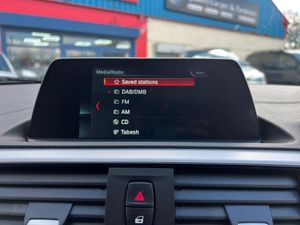 Media/Radio
Saved stations
DAB/DMB
FM
AM
CD
Tabesh